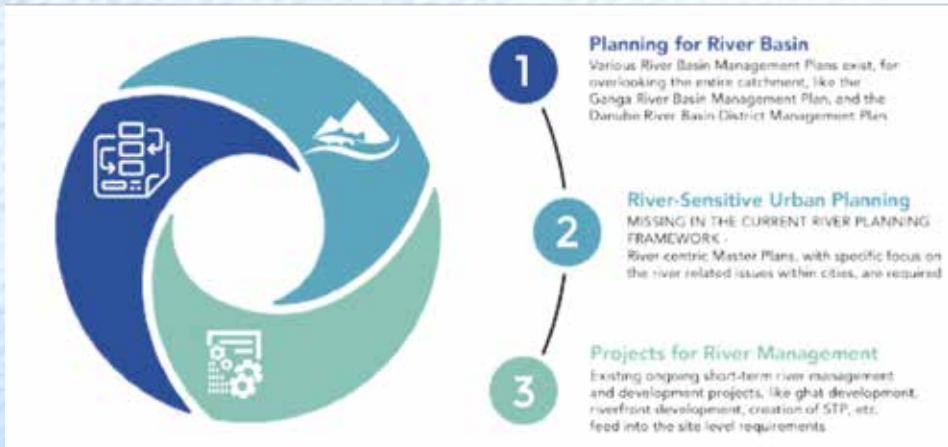 1
Planning for River Basin
Various River Basin Management Plans exist, for
overlooking the entire catchment, like the
Ganga River Basin Management Plan, and the
Danube River Basin District Management Plan
2
River-Sensitive Urban Planning
MISSING IN THE CURRENT RIVER PLANNING
FRAMEWORK -
River centric Master Plans, with specific focus on
the river related issues within cities, are required
3
Projects for River Management
Existing ongoing short-term river management
and development projects, like ghat development,
riverfront development, creation of STP, etc.
feed into the site level requirements